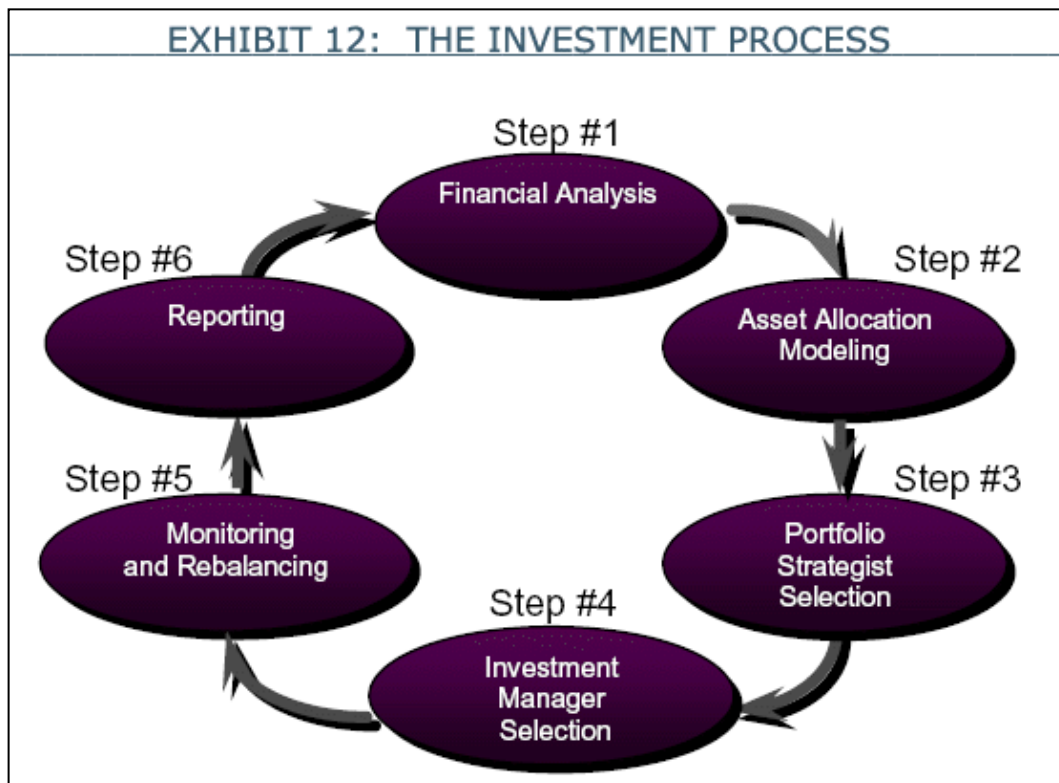 EXHIBIT 12: THE INVESTMENT PROCESS
Step #1
Financial Analysis
Step #2
Asset Allocation
Modeling
Step #3
Portfolio
Strategist
Selection
Step #4
Investment
Manager
Selection
Step #5
Monitoring
and Rebalancing
Step #6
Reporting